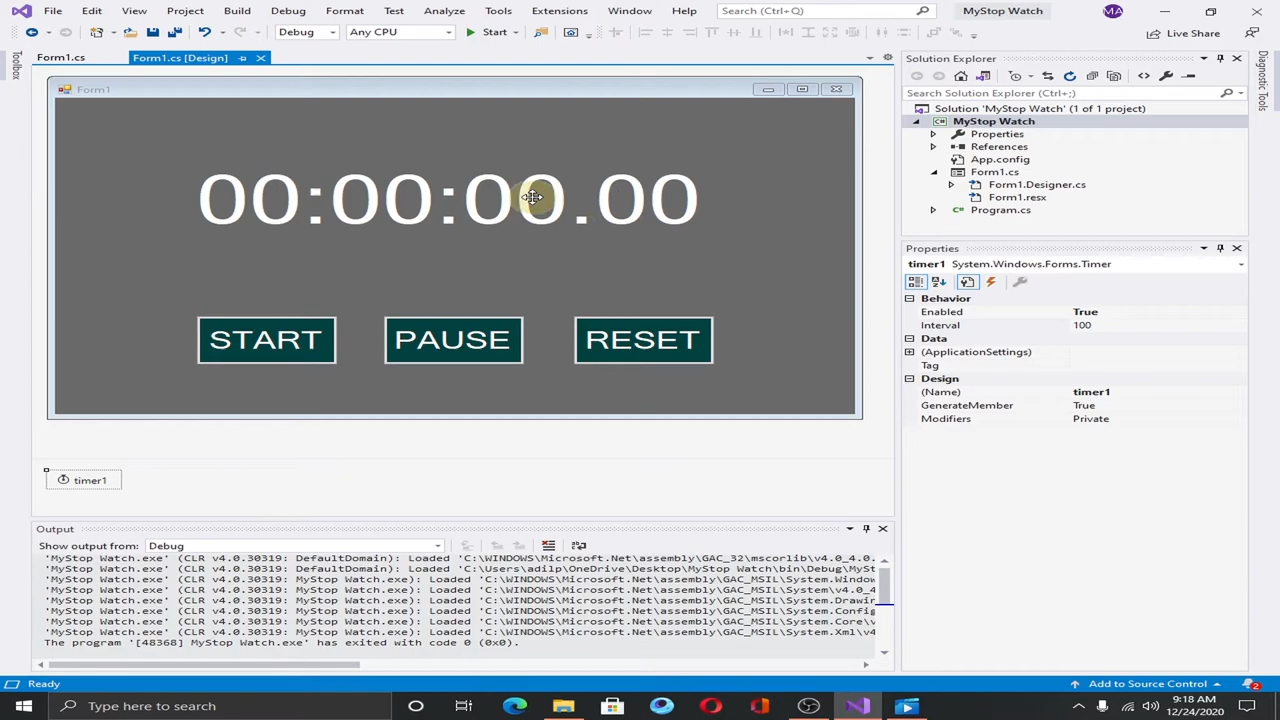 File Edit View Project Build Debug Format Test Analyze Tools Extensions Window Help Search (Ctrl+Q) MyStop Watch MA
Debug Any CPU Start Live Share
Form1.cs Form1.cs [Design]
Toolbox
Form1
00:00:00.00
START PAUSE RESET
timer1
Output
Show output from: Debug
'MyStop Watch.exe' (CLR v4.0.30319: DefaultDomain): Loaded 'C:\WINDOWS\Microsoft.Net\assembly\GAC_32\mscorlib\v4.0_4.0.
'MyStop Watch.exe' (CLR v4.0.30319: DefaultDomain): Loaded 'C:\Users\adilp\OneDrive\Desktop\MyStop Watch\bin\Debug\MySt
'MyStop Watch.exe' (CLR v4.0.30319: MyStop Watch.exe): Loaded 'C:\WINDOWS\Microsoft.Net\assembly\GAC_MSIL\System.Window
'MyStop Watch.exe' (CLR v4.0.30319: MyStop Watch.exe): Loaded 'C:\WINDOWS\Microsoft.Net\assembly\GAC_MSIL\System\v4.0_4
'MyStop Watch.exe' (CLR v4.0.30319: MyStop Watch.exe): Loaded 'C:\WINDOWS\Microsoft.Net\assembly\GAC_MSIL\System.Drawin
'MyStop Watch.exe' (CLR v4.0.30319: MyStop Watch.exe): Loaded 'C:\WINDOWS\Microsoft.Net\assembly\GAC_MSIL\System.Config
'MyStop Watch.exe' (CLR v4.0.30319: MyStop Watch.exe): Loaded 'C:\WINDOWS\Microsoft.Net\assembly\GAC_MSIL\System.Core\v
'MyStop Watch.exe' (CLR v4.0.30319: MyStop Watch.exe): Loaded 'C:\WINDOWS\Microsoft.Net\assembly\GAC_MSIL\System.Xml\v4
The program '[48368] MyStop Watch.exe' has exited with code 0 (0x0).
Solution Explorer
Search Solution Explorer (Ctrl+;)
Solution 'MyStop Watch' (1 of 1 project)
C# MyStop Watch
Properties
References
App.config
Form1.cs
Form1.Designer.cs
Form1.resx
C# Program.cs
Diagnostic Tools
Properties
timer1 System.Windows.Forms.Timer
Behavior
Enabled True
Interval 100
Data
(ApplicationSettings)
Tag
Design
(Name) timer1
GenerateMember True
Modifiers Private
Ready Add to Source Control 2
Type here to search 9:18 AM
12/24/2020